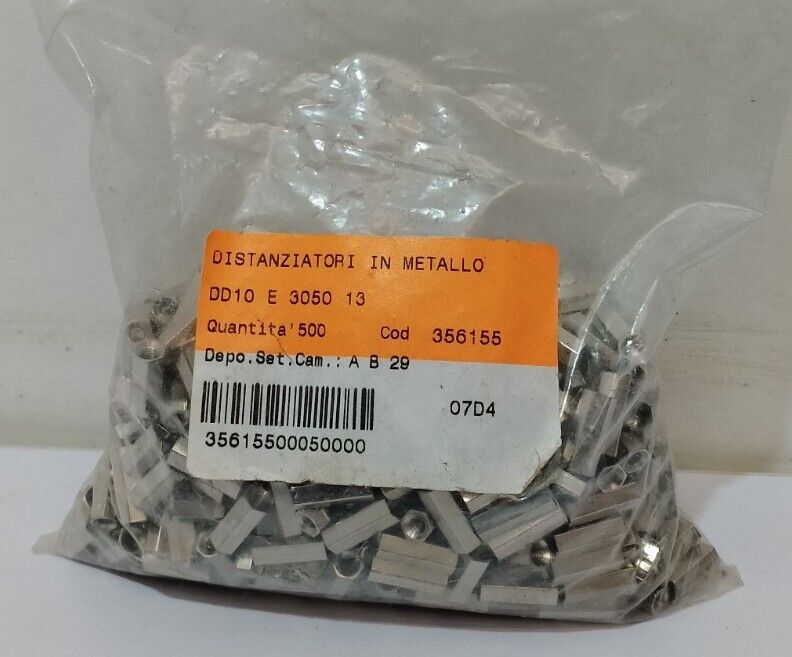 DISTANZIATORI IN METALLO
DD10 E 3050 13
Quantita'500 Cod 356155
Depo.Set.Cam.: A B 29
07D4
35615500050000